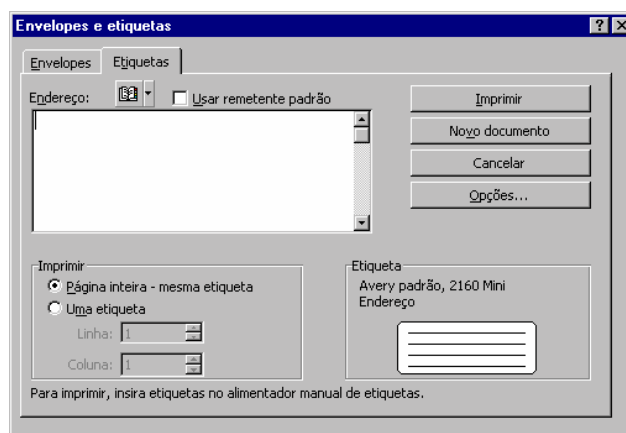 Envelopes e etiquetas
Envelopes Etiquetas
Endereço: Usar remetente padrão
Imprimir
Novo documento
Cancelar
Opções...
Imprimir
Página inteira - mesma etiqueta
Uma etiqueta
Linha: 1
Coluna: 1
Etiqueta
Avery padrão, 2160 Mini
Endereço
Para imprimir, insira etiquetas no alimentador manual de etiquetas.